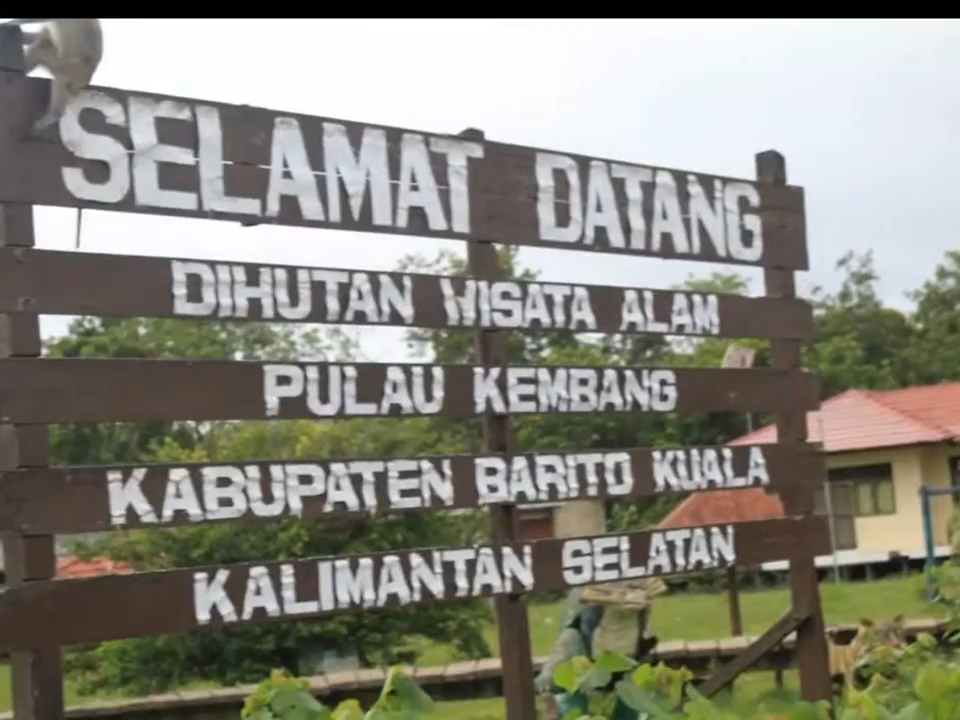 SELAMAT DATANG
DIHUTAN WISATA ALAM
PULAU KEMBANG
KABUPATEN BARITO KUALA
KALIMANTAN SELATAN